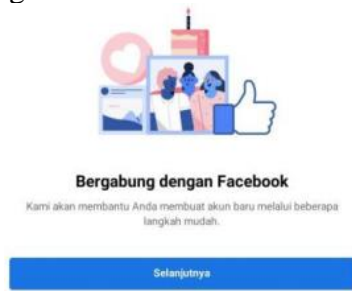 Bergabung dengan Facebook
Kami akan membantu Anda membuat akun baru melalui beberapa
langkah mudah.
Selanjutnya